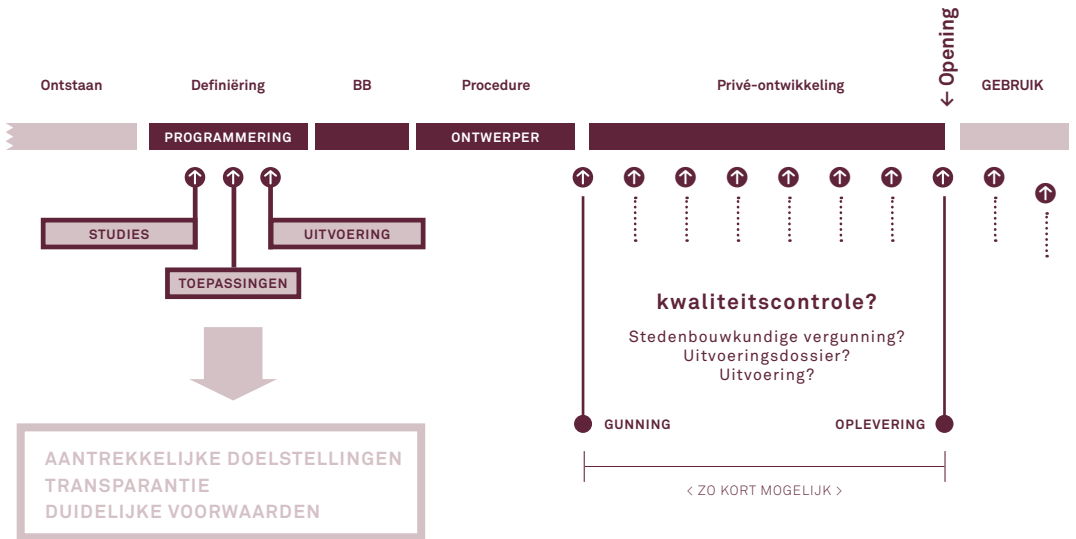 ← Opening
Ontstaan
Definiëring
BB
Procedure
Privé-ontwikkeling
GEBRUIK
PROGRAMMERING
ONTWERPER
STUDIES
UITVOERING
TOEPASSINGEN
kwaliteitscontrole?
Stedenbouwkundige vergunning?
Uitvoeringsdossier?
Uitvoering?
GUNNING
OPLEVERING
< ZO KORT MOGELIJK >
AANTREKKELIJKE DOELSTELLINGEN
TRANSPARANTIE
DUIDELIJKE VOORWAARDEN